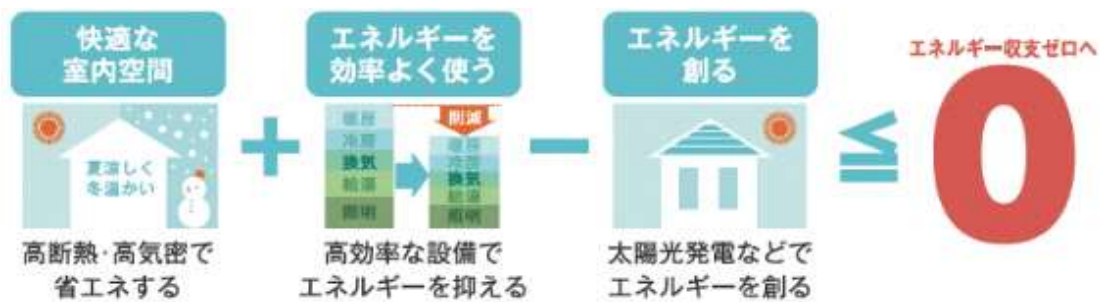 快適な
室内空間
エネルギーを
効率よく使う
エネルギーを
創る
エネルギー収支ゼロへ
夏涼しく
冬温かい
暖房
冷房
換気
給湯
照明
削減
暖房
冷房
換気
給湯
照明
+
−
≦
0
高断熱・高気密で
省エネする
高効率な設備で
エネルギーを抑える
太陽光発電などで
エネルギーを創る